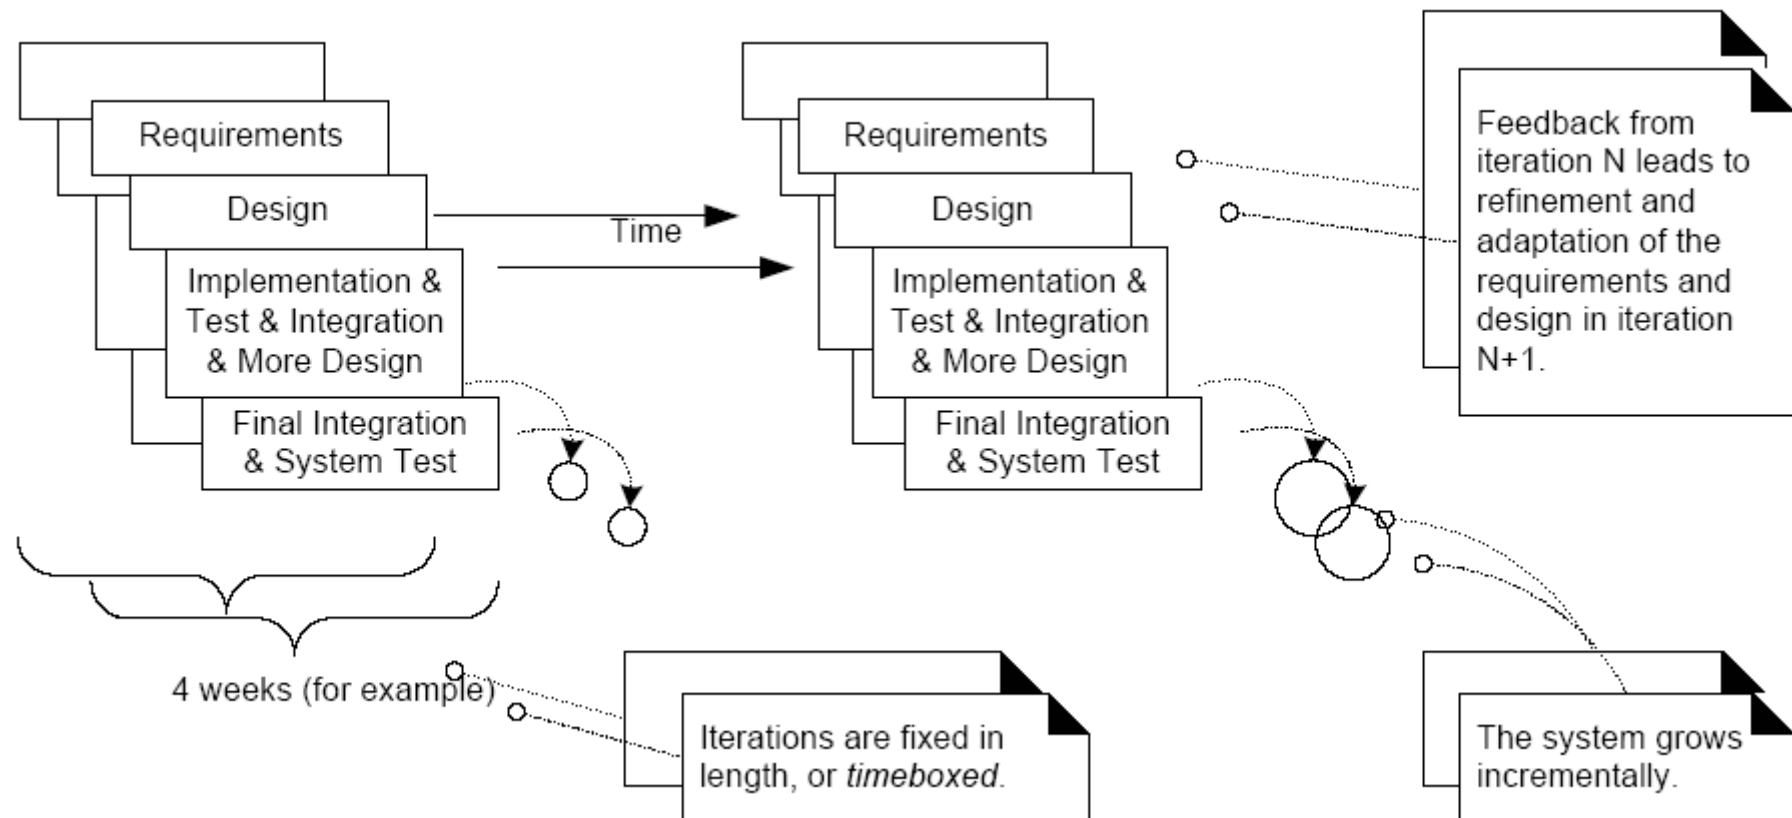 Requirements
Design
Implementation &
Test & Integration
& More Design
Final Integration
& System Test
Time
Requirements
Design
Implementation &
Test & Integration
& More Design
Final Integration
& System Test
Feedback from
iteration N leads to
refinement and
adaptation of the
requirements and
design in iteration
N+1.
4 weeks (for example)
Iterations are fixed in
length, or timeboxed.
The system grows
incrementally.